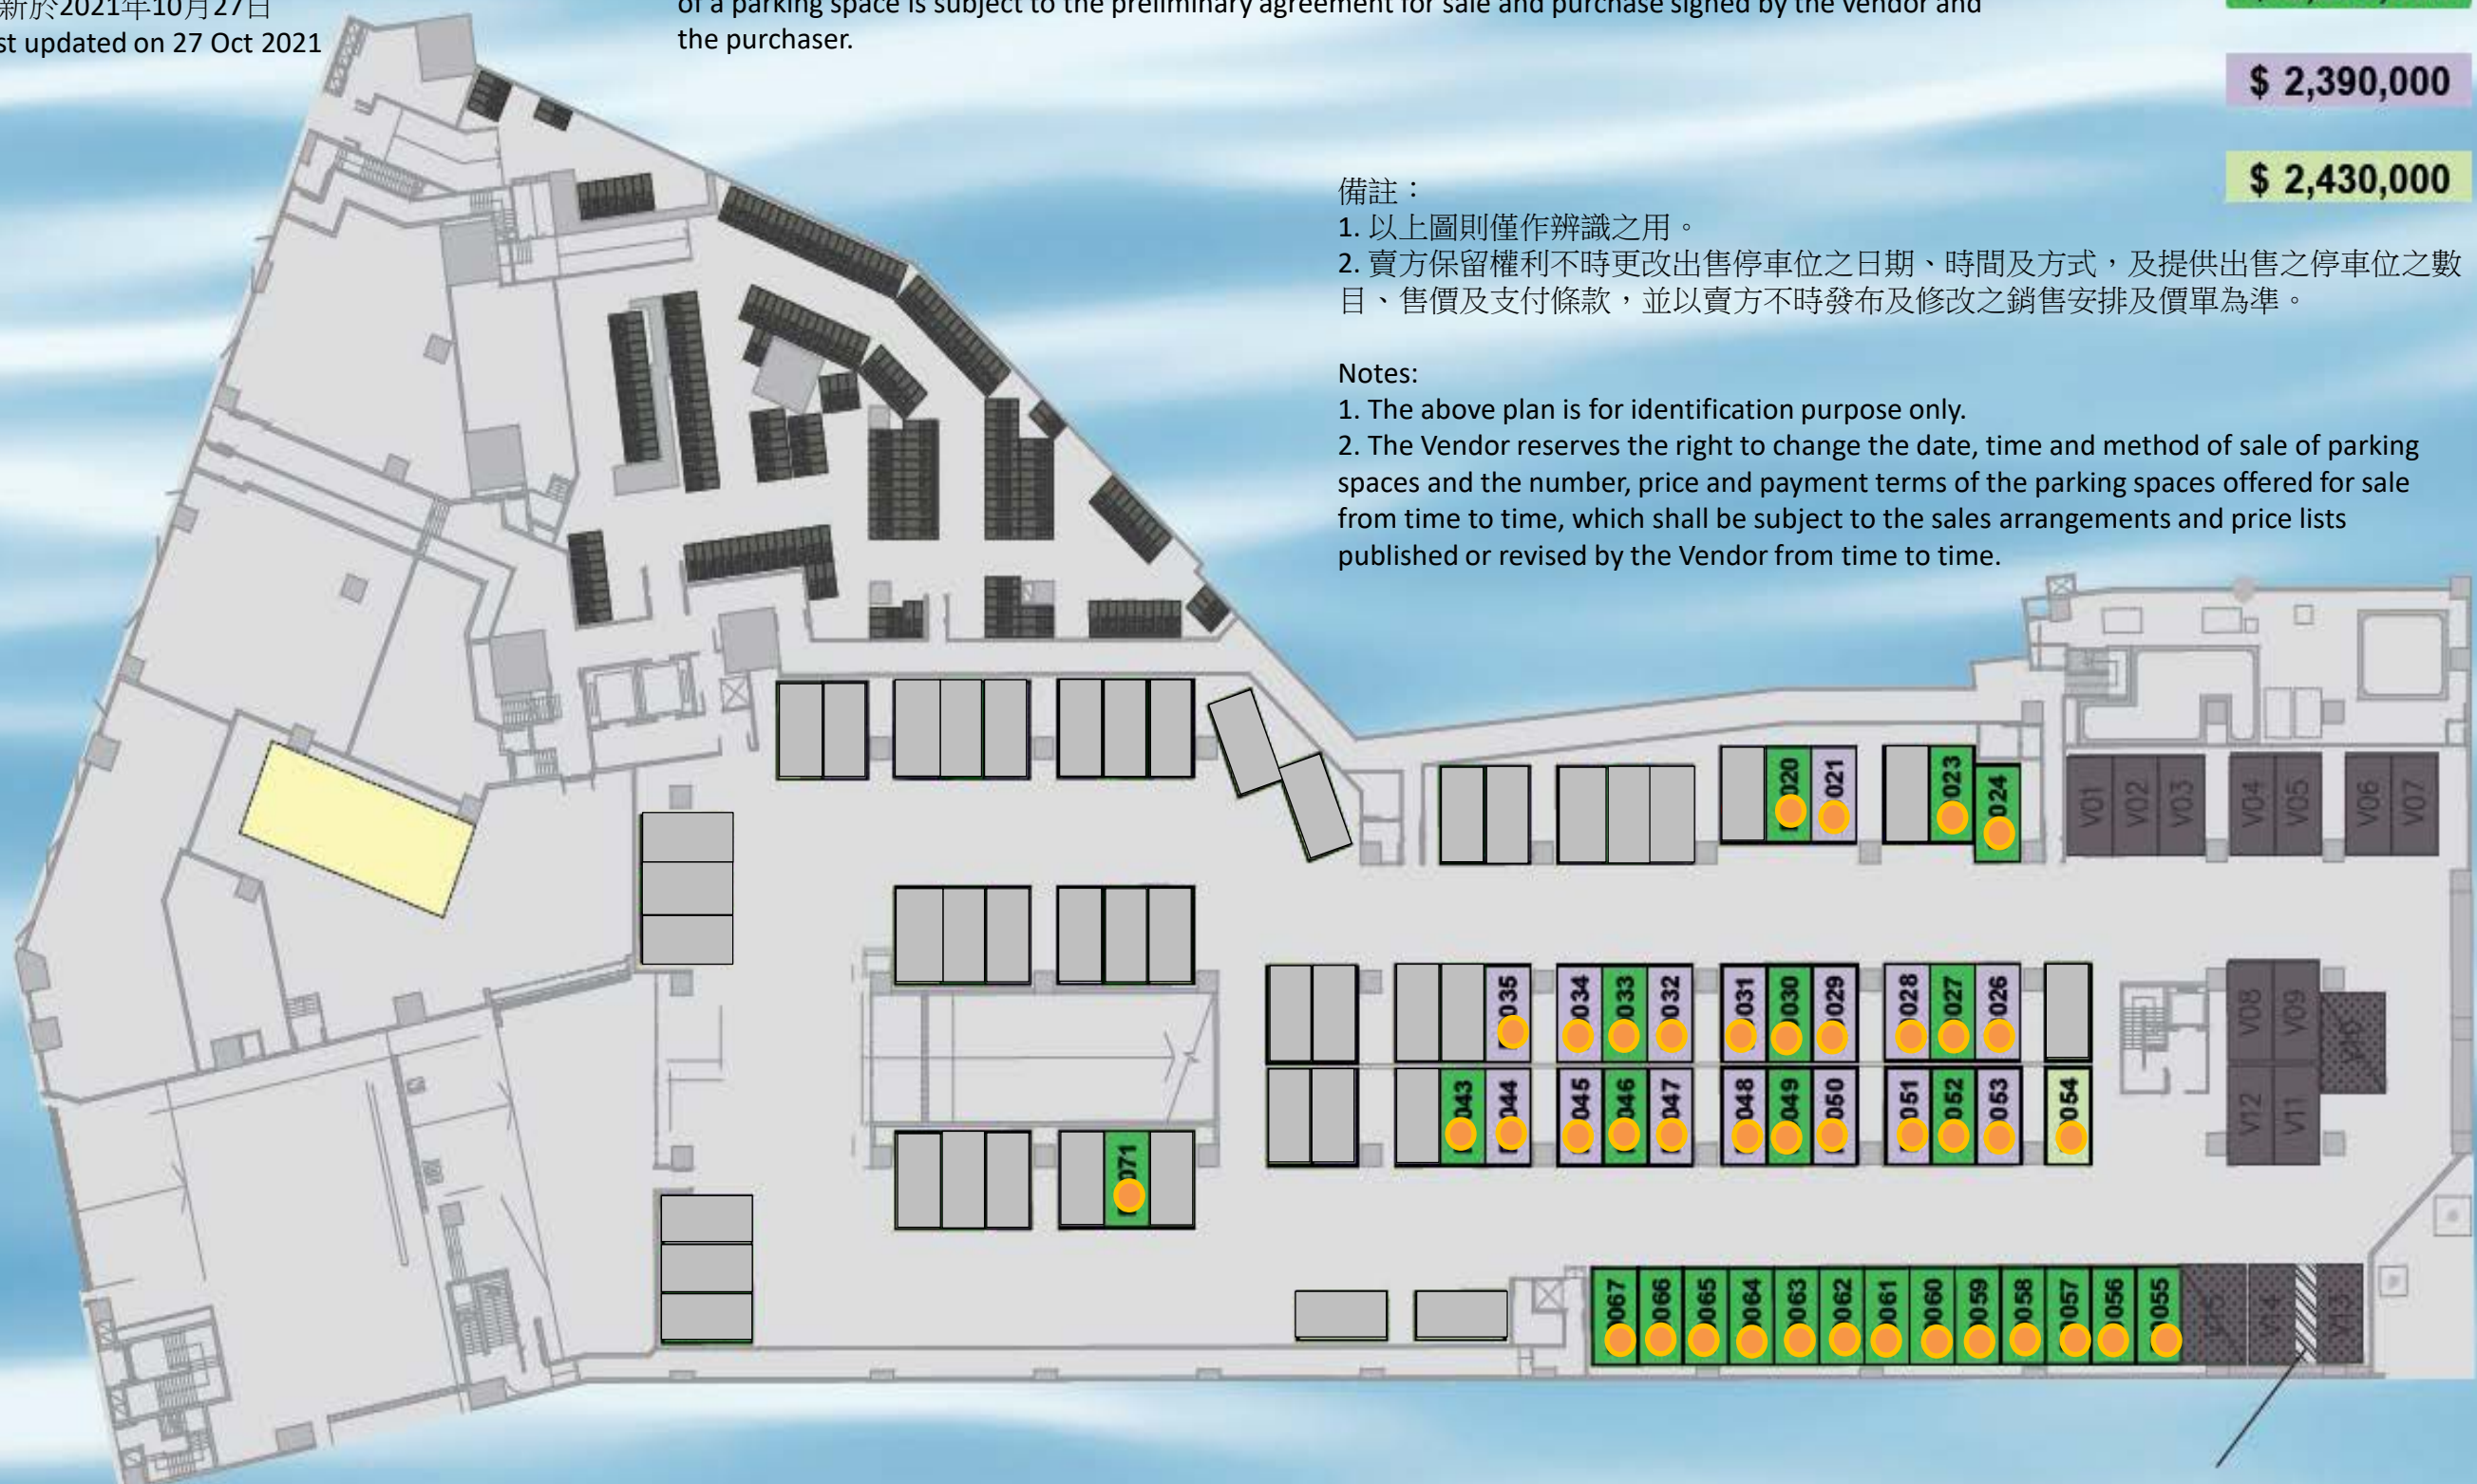 新於2021年10月27日
st updated on 27 Oct 2021
of a parking space is subject to the preliminary agreement for sale and purchase signed by the vendor and
the purchaser.
$ 2,390,000
$ 2,430,000
備註：
1. 以上圖則僅作辨識之用。
2. 賣方保留權利不時更改出售停車位之日期、時間及方式，及提供出售之停車位之數
目、售價及支付條款，並以賣方不時發布及修改之銷售安排及價單為準。
Notes:
1. The above plan is for identification purpose only.
2. The Vendor reserves the right to change the date, time and method of sale of parking
spaces and the number, price and payment terms of the parking spaces offered for sale
from time to time, which shall be subject to the sales arrangements and price lists
published or revised by the Vendor from time to time.
020 021 023 024 V01 V02 V03 V04 V05 V06 V07
035 034 033 032 031 030 029 028 027 026 V08 V09
043 044 045 046 047 048 049 050 051 052 053 054 V12 V11
071
067 066 065 064 063 062 061 060 059 058 057 056 055